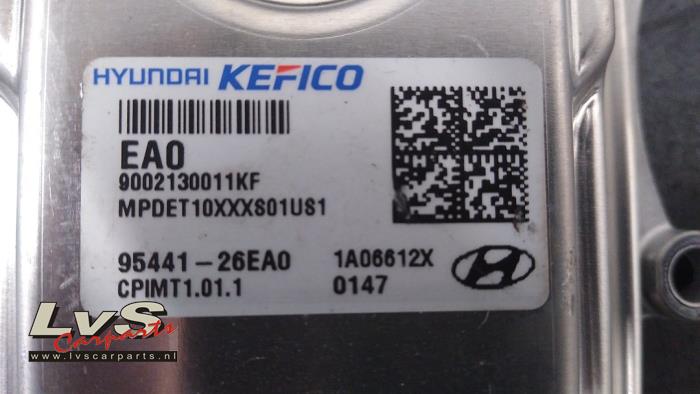 HYUNDAI KEFICO
EA0
9002130011KF
MPDET10XXXS01US1
95441-26EA0 1A06612X
CPIMT1.01.1 0147
LvS
Carparts
www.lvscarparts.nl